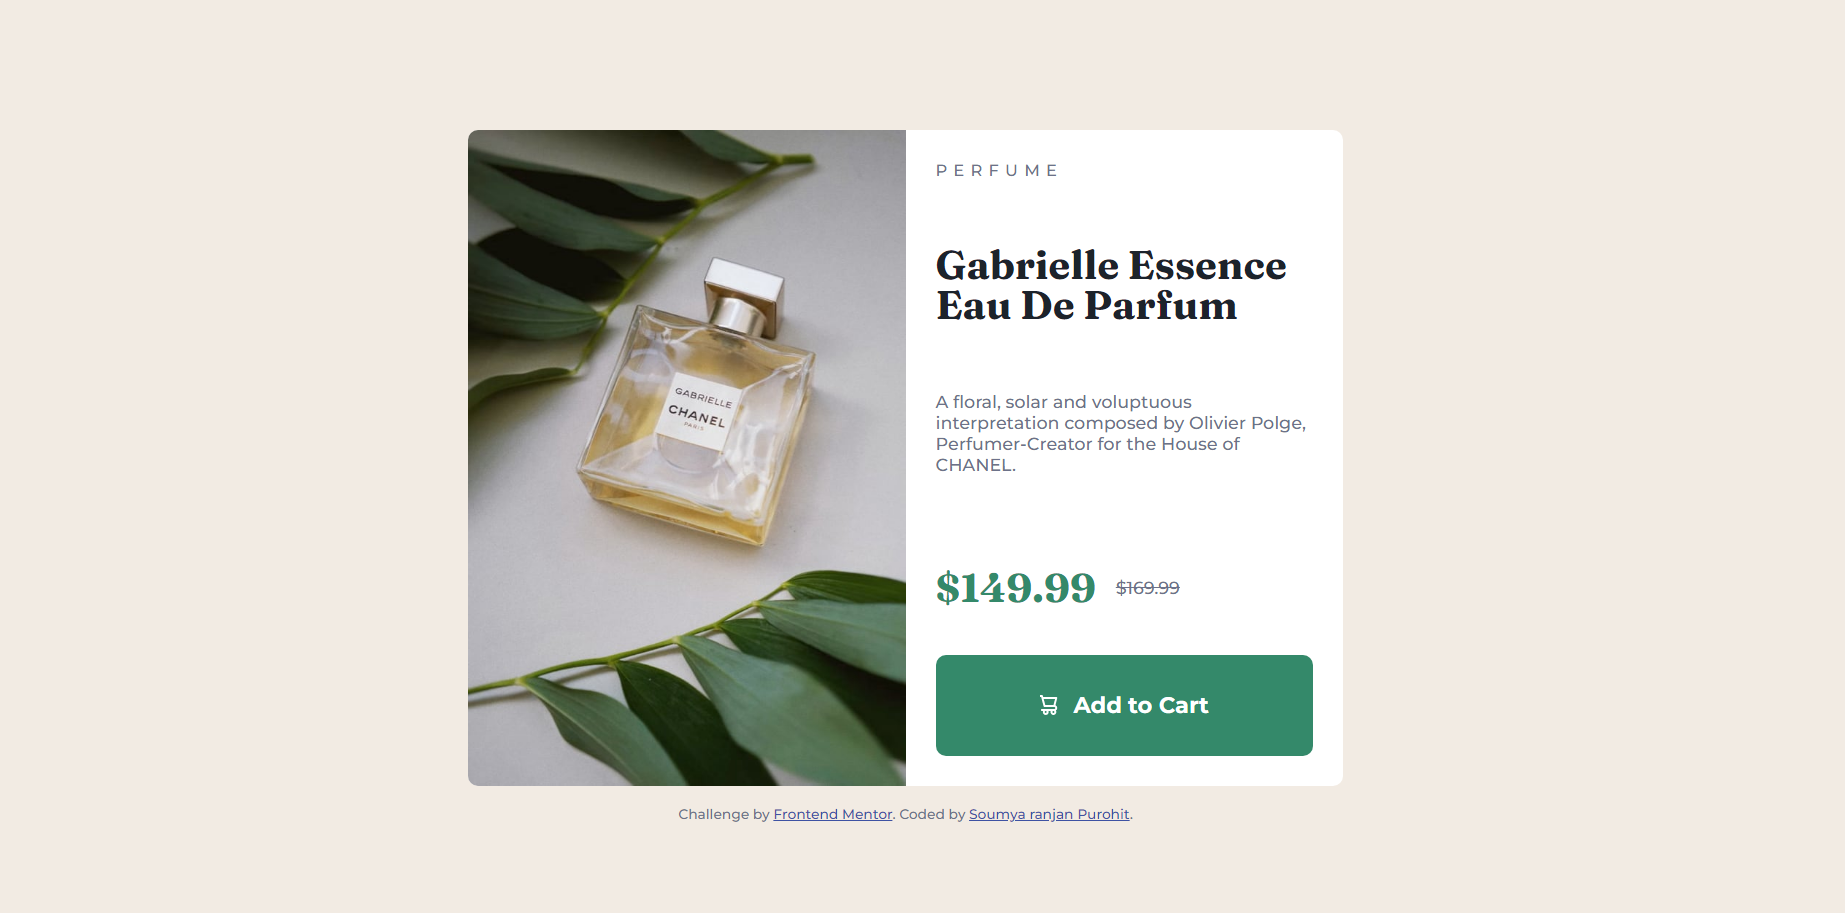 GABRIELLE
CHANEL
PARIS
PERFUME
Gabrielle Essence
Eau De Parfum
A floral, solar and voluptuous
interpretation composed by Olivier Polge,
Perfumer-Creator for the House of
CHANEL.
$149.99 $169.99
Add to Cart
Challenge by Frontend Mentor. Coded by Soumya ranjan Purohit.